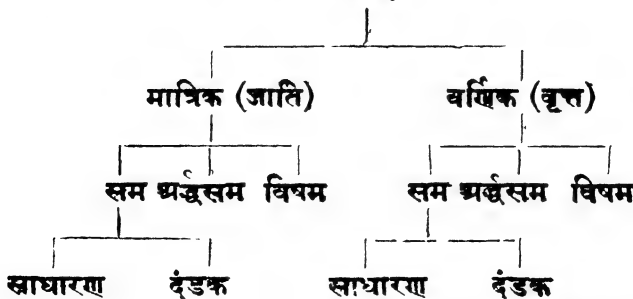 मात्रिक (जाति) वर्णिक (वृत्त)
सम अर्द्धसम विषम सम अर्द्धसम विषम
साधारण दंडक साधारण दंडक